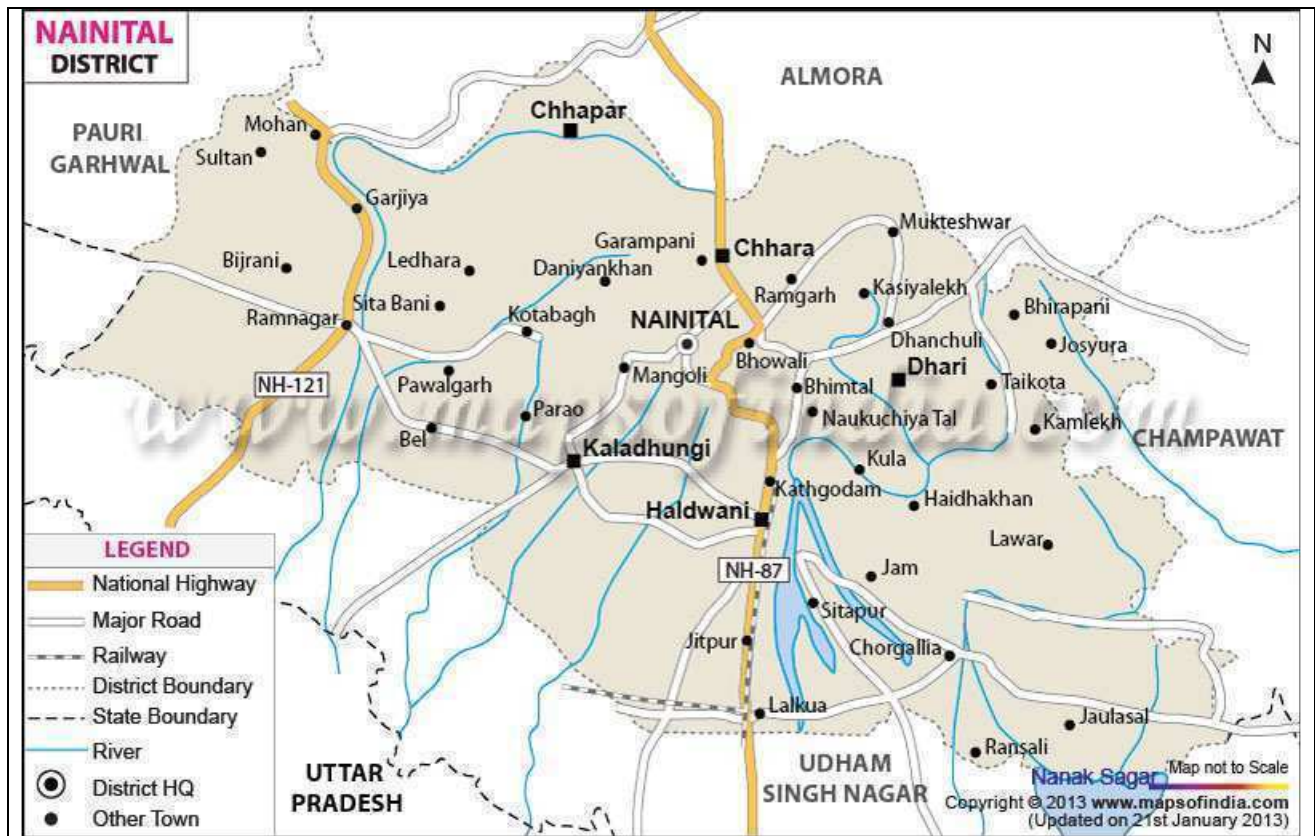 NAINITAL
DISTRICT
N
ALMORA
PAURI
GARHWAL
Chhapar
Mohan
Sultan
Garjiya
Mukteshwar
Garampani
Chhara
Bijrani
Ledhara
Daniyankhan
Ramgarh
Kasiyalekh
Sita Bani
Kotabagh
Bhirapani
Ramnagar
NAINITAL
Dhanchuli
Bhowali
Josyura
Dhari
NH-121
Pawalgarh
Mangoli
Bhimtal
Taikota
www.mapsofindia.com
Parao
Naukuchiya Tal
Kamlekh
Bel
CHAMPAWAT
Kaladhungi
Kula
Kathgodam
Haidhakhan
Haldwani
Lawar
LEGEND
National Highway
Major Road
Railway
District Boundary
State Boundary
River
District HQ
Other Town
NH-87
Jam
Sitapur
Jitpur
Chorgallia
Lalkua
Jaulasal
Ransali
UTTAR
PRADESH
UDHAM
SINGH NAGAR
Nanak Sagar
Map not to Scale
Copyright © 2013 www.mapsofindia.com
(Updated on 21st January 2013)